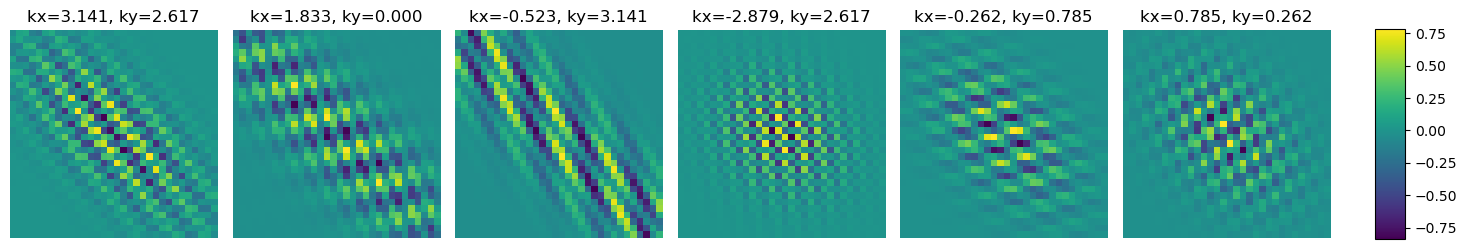 kx=3.141, ky=2.617
kx=1.833, ky=0.000
kx=-0.523, ky=3.141
kx=-2.879, ky=2.617
kx=-0.262, ky=0.785
kx=0.785, ky=0.262
0.75
0.50
0.25
0.00
−0.25
−0.50
−0.75